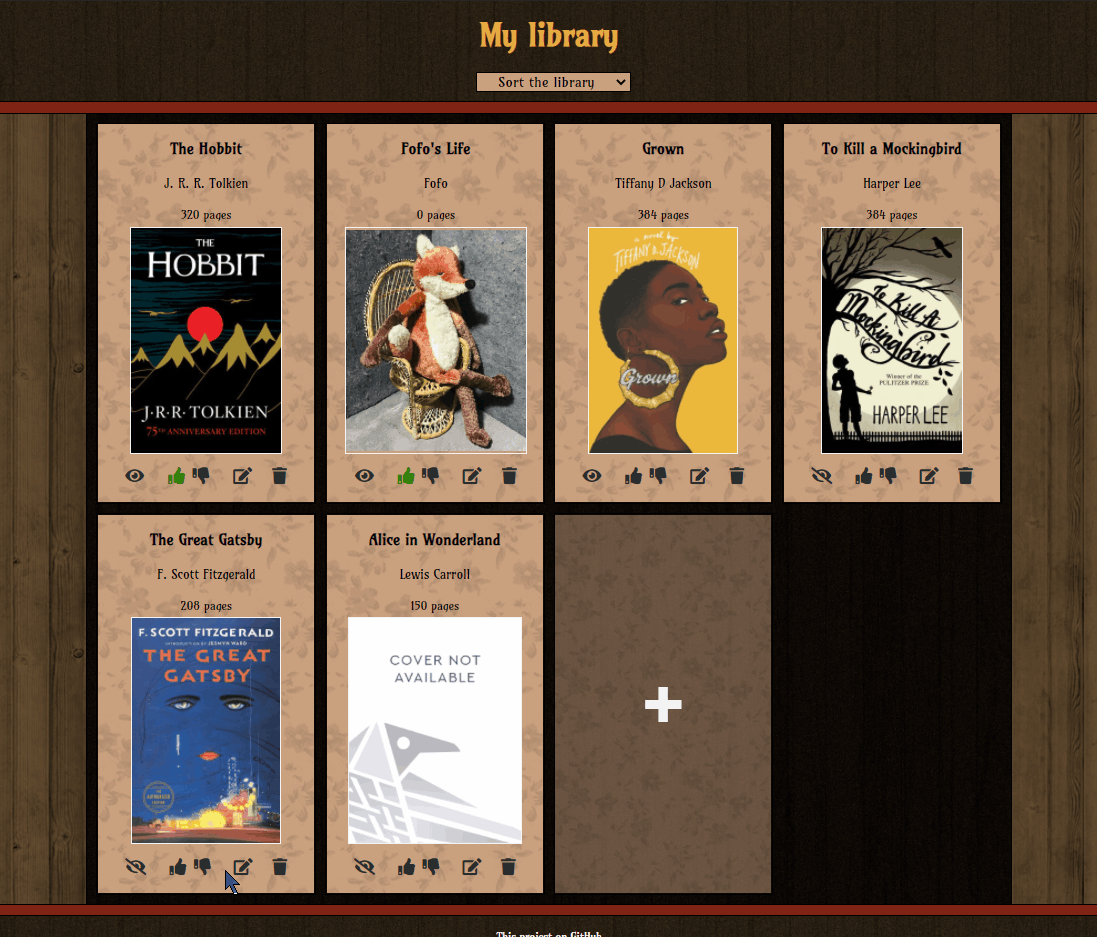 My library
Sort the library
The Hobbit
J. R. R. Tolkien
320 pages
THE
HOBBIT
J·R·R·TOLKIEN
75TH ANNIVERSARY EDITION
Fofo's Life
Fofo
0 pages
Grown
Tiffany D Jackson
384 pages
a novel by
TIFFANY D. JACKSON
Grown
To Kill a Mockingbird
Harper Lee
384 pages
To Kill A
Mockingbird
Winner of the
PULITZER PRIZE
HARPER LEE
The Great Gatsby
F. Scott Fitzgerald
208 pages
F. SCOTT FITZGERALD
INTRODUCTION BY JESMYN WARD
THE GREAT
GATSBY
Alice in Wonderland
Lewis Carroll
150 pages
COVER NOT
AVAILABLE
This project on GitHub